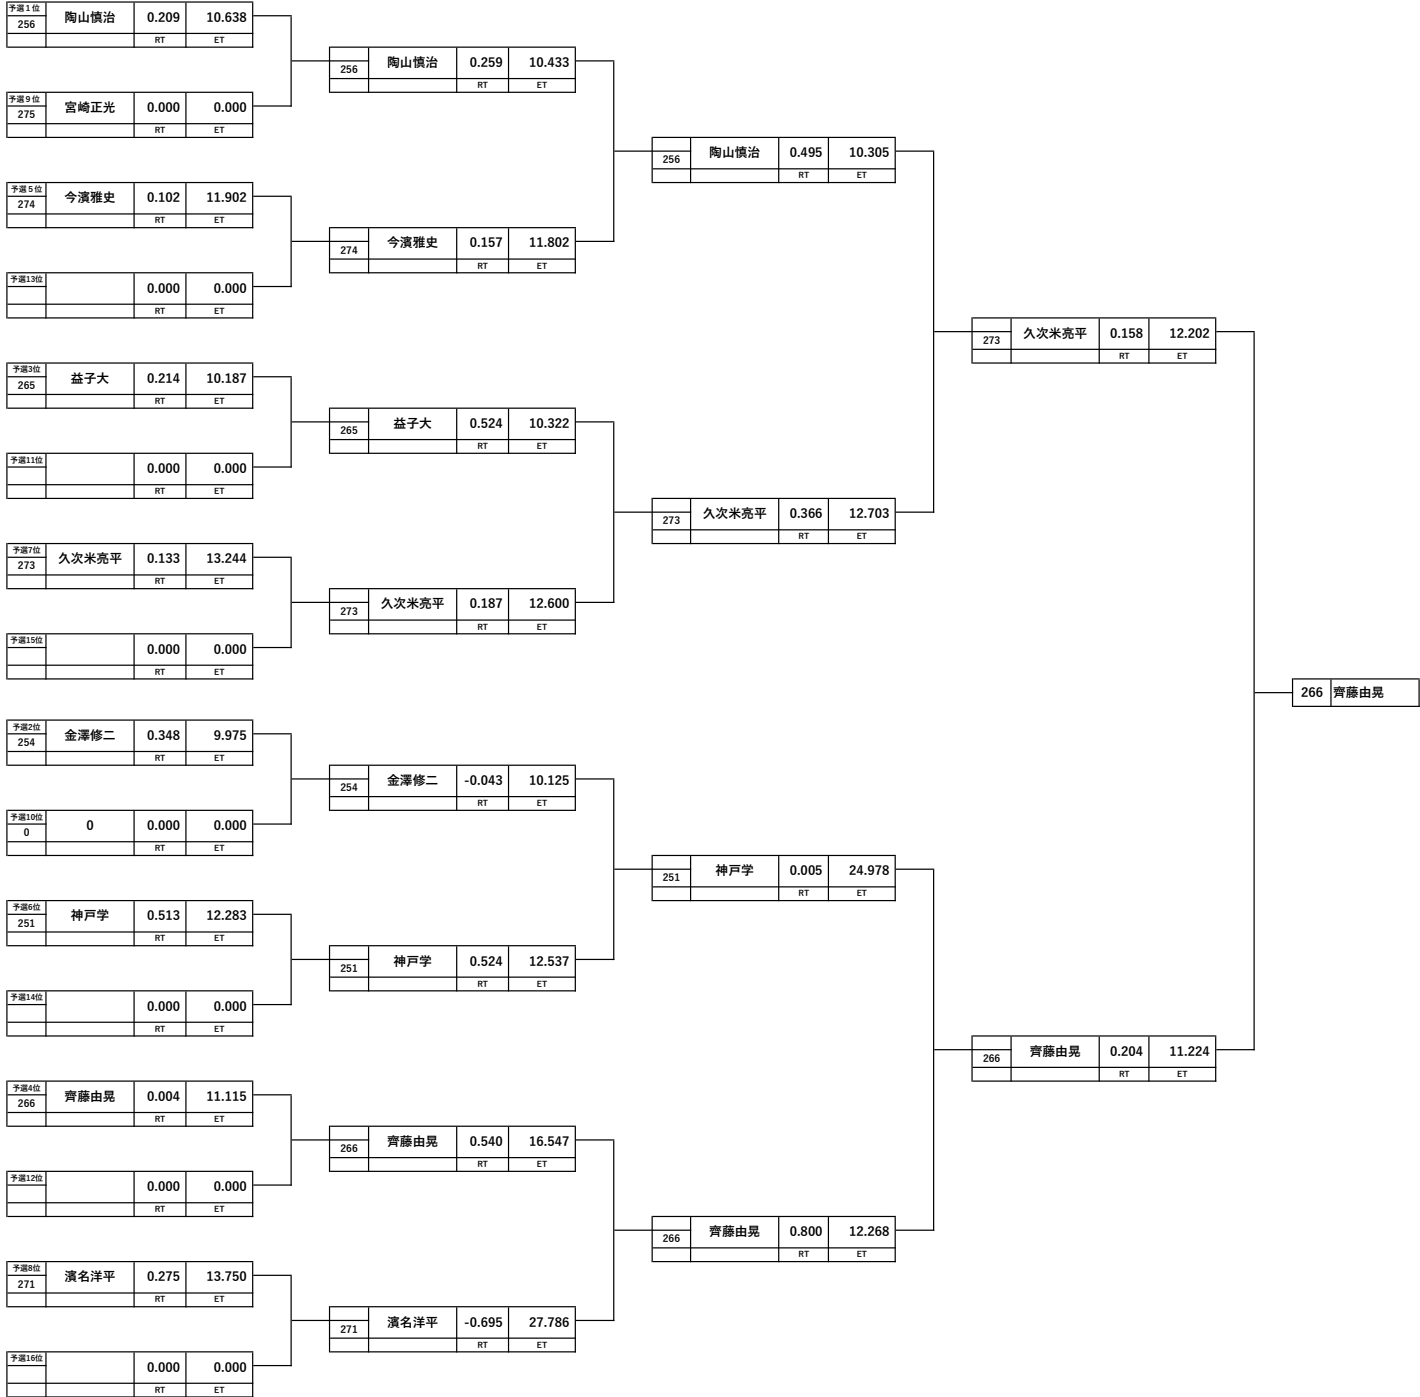 予選１位
256 陶山慎治 0.209 10.638
RT ET
予選９位
275 宮崎正光 0.000 0.000
RT ET
予選５位
274 今濱雅史 0.102 11.902
RT ET
予選13位
0.000 0.000
RT ET
予選3位
265 益子大 0.214 10.187
RT ET
予選11位
0.000 0.000
RT ET
予選7位
273 久次米亮平 0.133 13.244
RT ET
予選15位
0.000 0.000
RT ET
予選2位
254 金澤修二 0.348 9.975
RT ET
予選10位
0 0 0.000 0.000
RT ET
予選6位
251 神戸学 0.513 12.283
RT ET
予選14位
0.000 0.000
RT ET
予選4位
266 齊藤由晃 0.004 11.115
RT ET
予選12位
0.000 0.000
RT ET
予選8位
271 濱名洋平 0.275 13.750
RT ET
予選16位
0.000 0.000
RT ET
256 陶山慎治 0.259 10.433
RT ET
274 今濱雅史 0.157 11.802
RT ET
265 益子大 0.524 10.322
RT ET
273 久次米亮平 0.187 12.600
RT ET
254 金澤修二 -0.043 10.125
RT ET
251 神戸学 0.524 12.537
RT ET
266 齊藤由晃 0.540 16.547
RT ET
271 濱名洋平 -0.695 27.786
RT ET
256 陶山慎治 0.495 10.305
RT ET
273 久次米亮平 0.366 12.703
RT ET
251 神戸学 0.005 24.978
RT ET
266 齊藤由晃 0.800 12.268
RT ET
273 久次米亮平 0.158 12.202
RT ET
266 齊藤由晃 0.204 11.224
RT ET
266 齊藤由晃